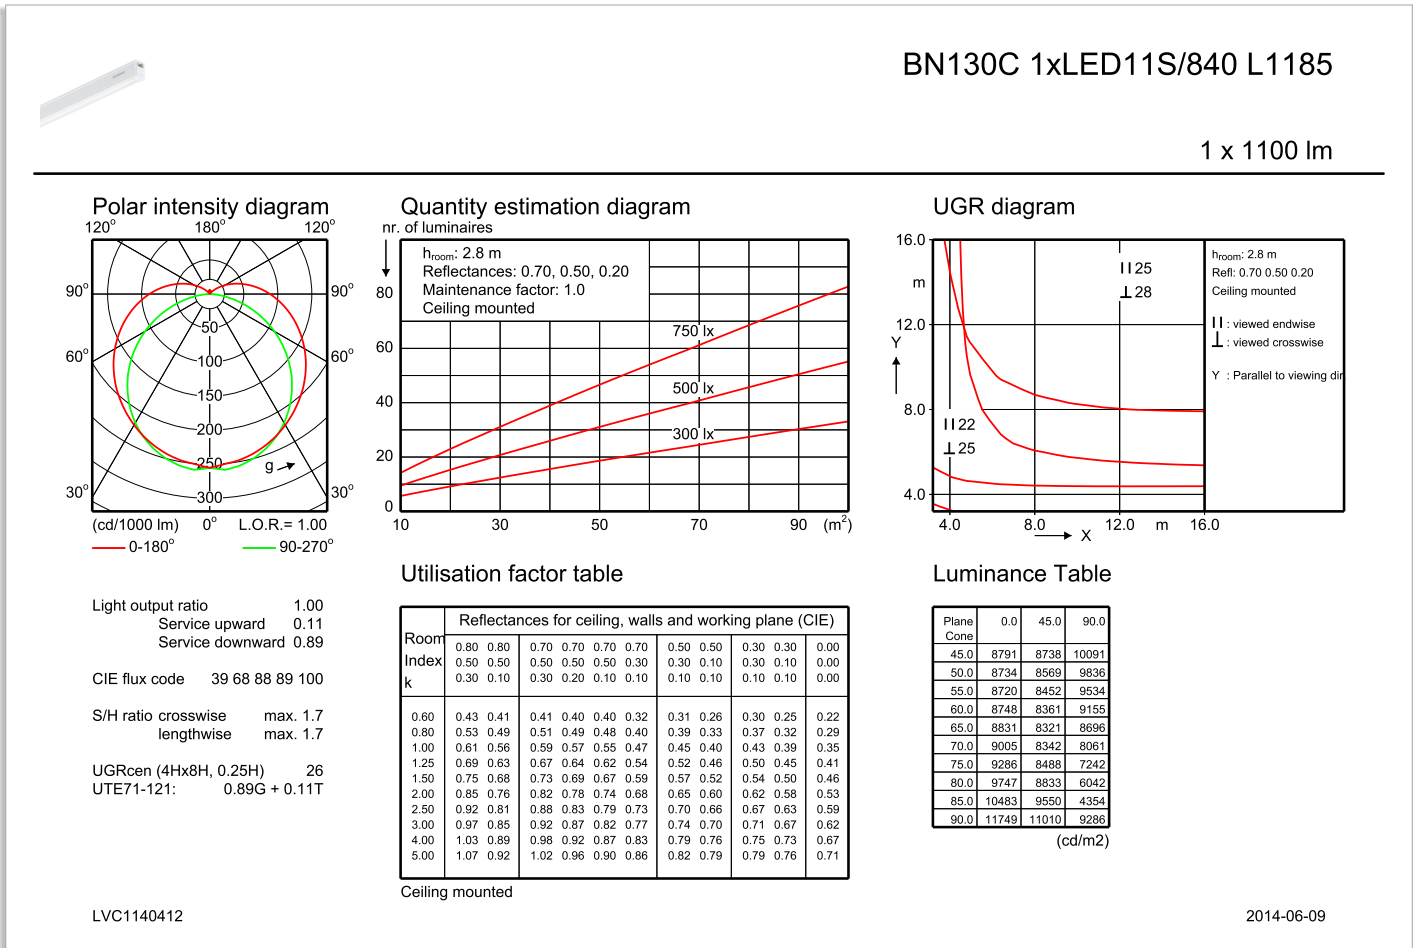 BN130C 1xLED11S/840 L1185
1 x 1100 lm
Polar intensity diagram
120° 180° 120°
90° 90°
60° 60°
30° 30°
50
100
150
200
250
300
g
(cd/1000 lm) 0° L.O.R.= 1.00
0-180° 90-270°
Light output ratio 1.00
Service upward 0.11
Service downward 0.89
CIE flux code 39 68 88 89 100
S/H ratio crosswise max. 1.7
lengthwise max. 1.7
UGRcen (4Hx8H, 0.25H) 26
UTE71-121: 0.89G + 0.11T
Quantity estimation diagram
nr. of luminaires
hroom: 2.8 m
Reflectances: 0.70, 0.50, 0.20
Maintenance factor: 1.0
Ceiling mounted
80
60
40
20
0
750 lx
500 lx
300 lx
10 30 50 70 90 (m²)
UGR diagram
16.0
m
12.0
Y
8.0
4.0
II 25
⊥ 28
II 22
⊥ 25
4.0 8.0 12.0 m 16.0
X
hroom: 2.8 m
Refl: 0.70 0.50 0.20
Ceiling mounted
II : viewed endwise
⊥ : viewed crosswise
Y : Parallel to viewing dir
Utilisation factor table
Room Index k
Reflectances for ceiling, walls and working plane (CIE)
0.80 0.80 0.70 0.70 0.70 0.70 0.50 0.50 0.30 0.30 0.00
0.50 0.50 0.50 0.50 0.50 0.30 0.30 0.10 0.30 0.10 0.00
0.30 0.10 0.30 0.20 0.10 0.10 0.10 0.10 0.10 0.10 0.00
0.60 0.43 0.41 0.41 0.40 0.40 0.32 0.31 0.26 0.30 0.25 0.22
0.80 0.53 0.49 0.51 0.49 0.48 0.40 0.39 0.33 0.37 0.32 0.29
1.00 0.61 0.56 0.59 0.57 0.55 0.47 0.45 0.40 0.43 0.39 0.35
1.25 0.69 0.63 0.67 0.64 0.62 0.54 0.52 0.46 0.50 0.45 0.41
1.50 0.75 0.68 0.73 0.69 0.67 0.59 0.57 0.52 0.54 0.50 0.46
2.00 0.85 0.76 0.82 0.78 0.74 0.68 0.65 0.60 0.62 0.58 0.53
2.50 0.92 0.81 0.88 0.83 0.79 0.73 0.70 0.66 0.67 0.63 0.59
3.00 0.97 0.85 0.92 0.87 0.82 0.77 0.74 0.70 0.71 0.67 0.62
4.00 1.03 0.89 0.98 0.92 0.87 0.83 0.79 0.76 0.75 0.73 0.67
5.00 1.07 0.92 1.02 0.96 0.90 0.86 0.82 0.79 0.79 0.76 0.71
Ceiling mounted
Luminance Table
Plane 0.0 45.0 90.0
Cone
45.0 8791 8738 10091
50.0 8734 8569 9836
55.0 8720 8452 9534
60.0 8748 8361 9155
65.0 8831 8321 8696
70.0 9005 8342 8061
75.0 9286 8488 7242
80.0 9747 8833 6042
85.0 10483 9550 4354
90.0 11749 11010 9286
(cd/m2)
LVC1140412
2014-06-09